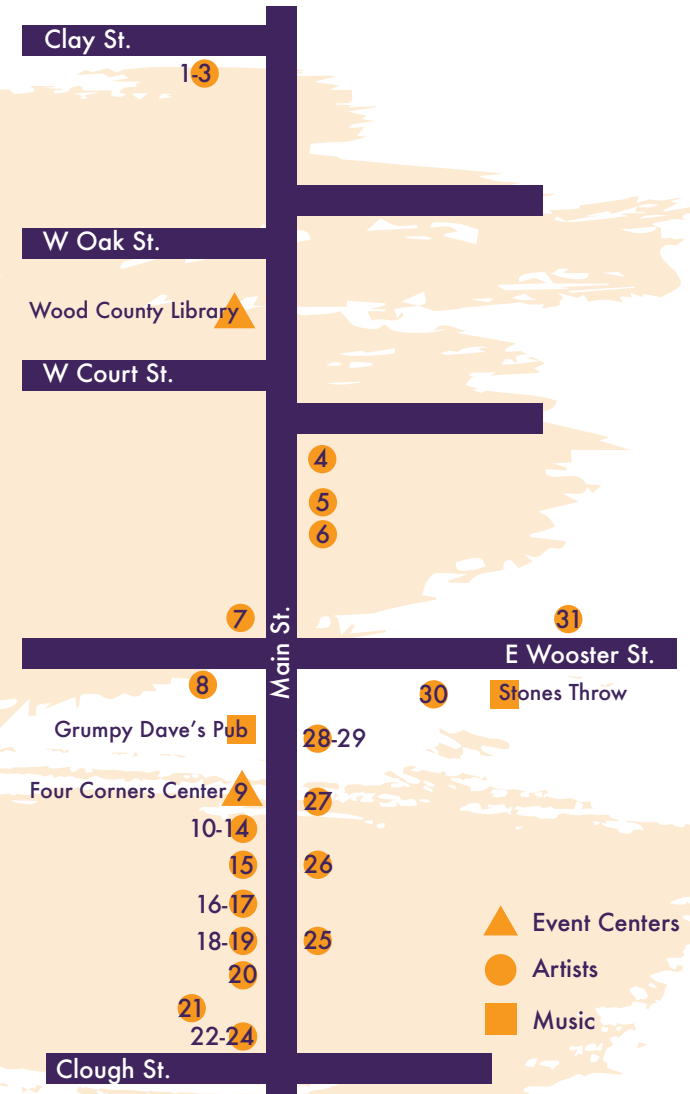 Clay St.
1-3
W Oak St.
Wood County Library
W Court St.
4
5
6
7
Main St.
31
E Wooster St.
8
30
Stones Throw
Grumpy Dave's Pub
28-29
Four Corners Center 9
27
10-14
15
26
16-17
18-19
25
20
21
22-24
Event Centers
Artists
Music
Clough St.